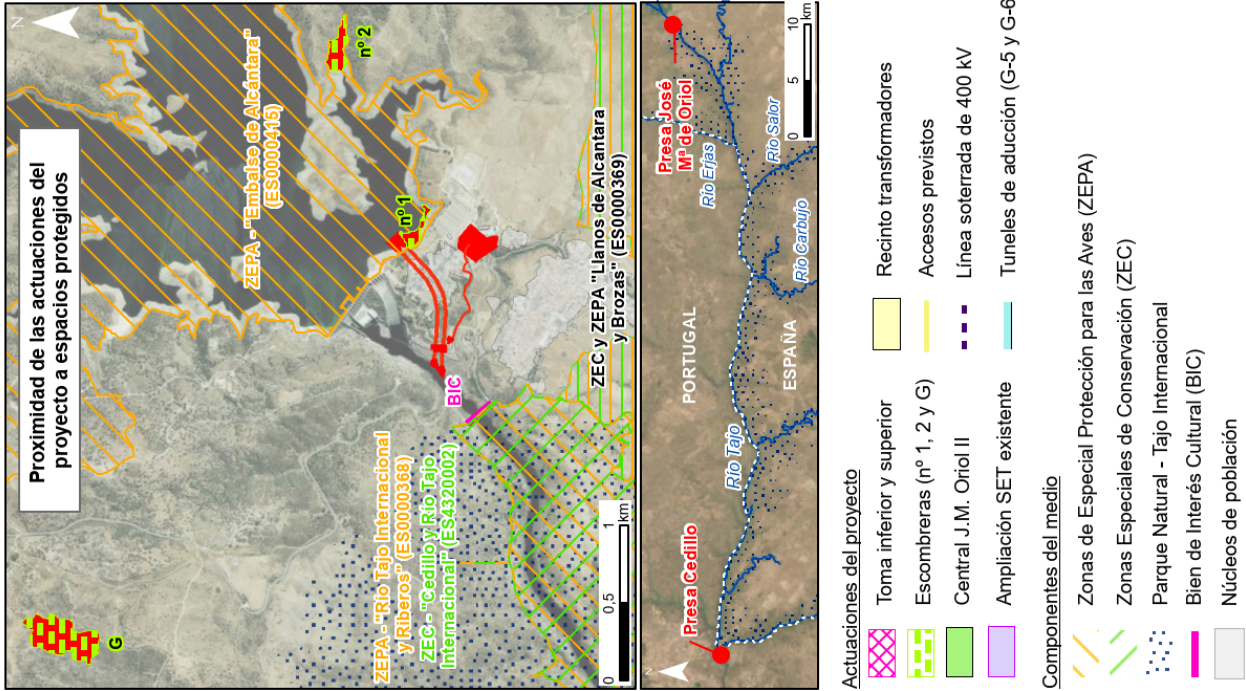 Proximidad de las actuaciones del
proyecto a espacios protegidos
N
ZEPA - "Embalse de Alcántara"
(ES0000415)
nº 2
nº 1
G
BIC
ZEPA - "Río Tajo Internacional
y Riberos" (ES0000368)
ZEC - "Cedillo y Río Tajo
Internacional" (ES4320002)
ZEC y ZEPA "Llanos de Alcántara
y Brozas" (ES0000369)
0 0,5 1
km
N
Presa Cedillo
Presa José
Mª de Oriol
Río Erjas
Río Salor
Río Carbujo
Río Tajo
PORTUGAL
ESPAÑA
0 5 10
km
Actuaciones del proyecto
Toma inferior y superior
Escombreras (nº 1, 2 y G)
Central J.M. Oriol II
Ampliación SET existente
Recinto transformadores
Accesos previstos
Línea soterrada de 400 kV
Tuneles de aducción (G-5 y G-6
Componentes del medio
Zonas de Especial Protección para las Aves (ZEPA)
Zonas Especiales de Conservación (ZEC)
Parque Natural - Tajo Internacional
Bien de Interés Cultural (BIC)
Núcleos de población